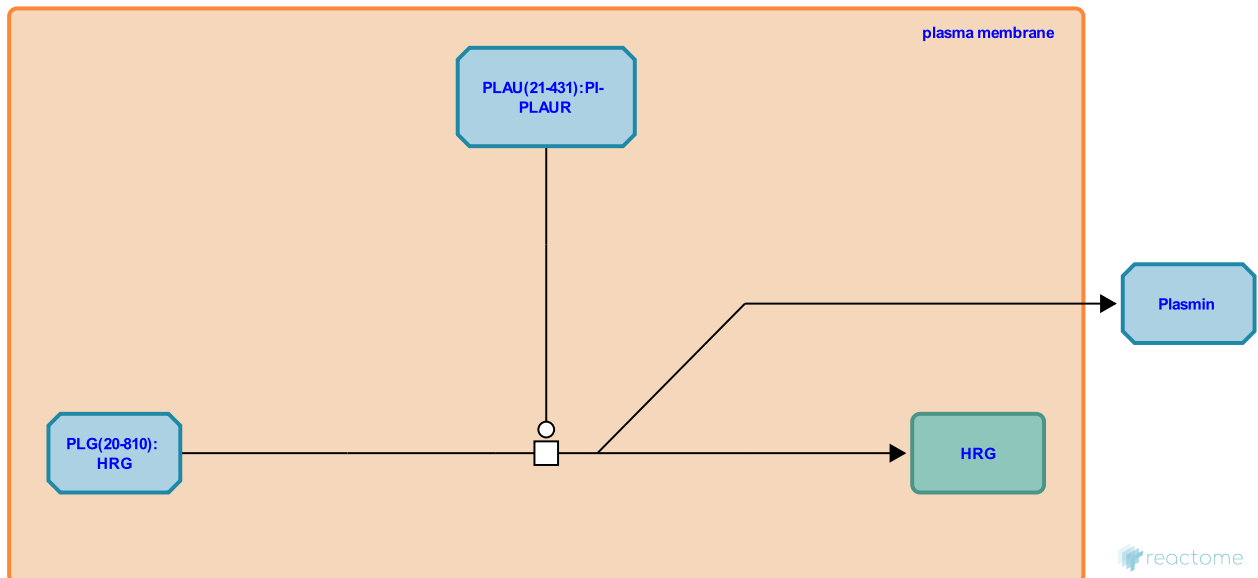 plasma membrane
PLAU(21-431):PI-
PLAUR
Plasmin
PLG(20-810):
HRG
HRG
reactome